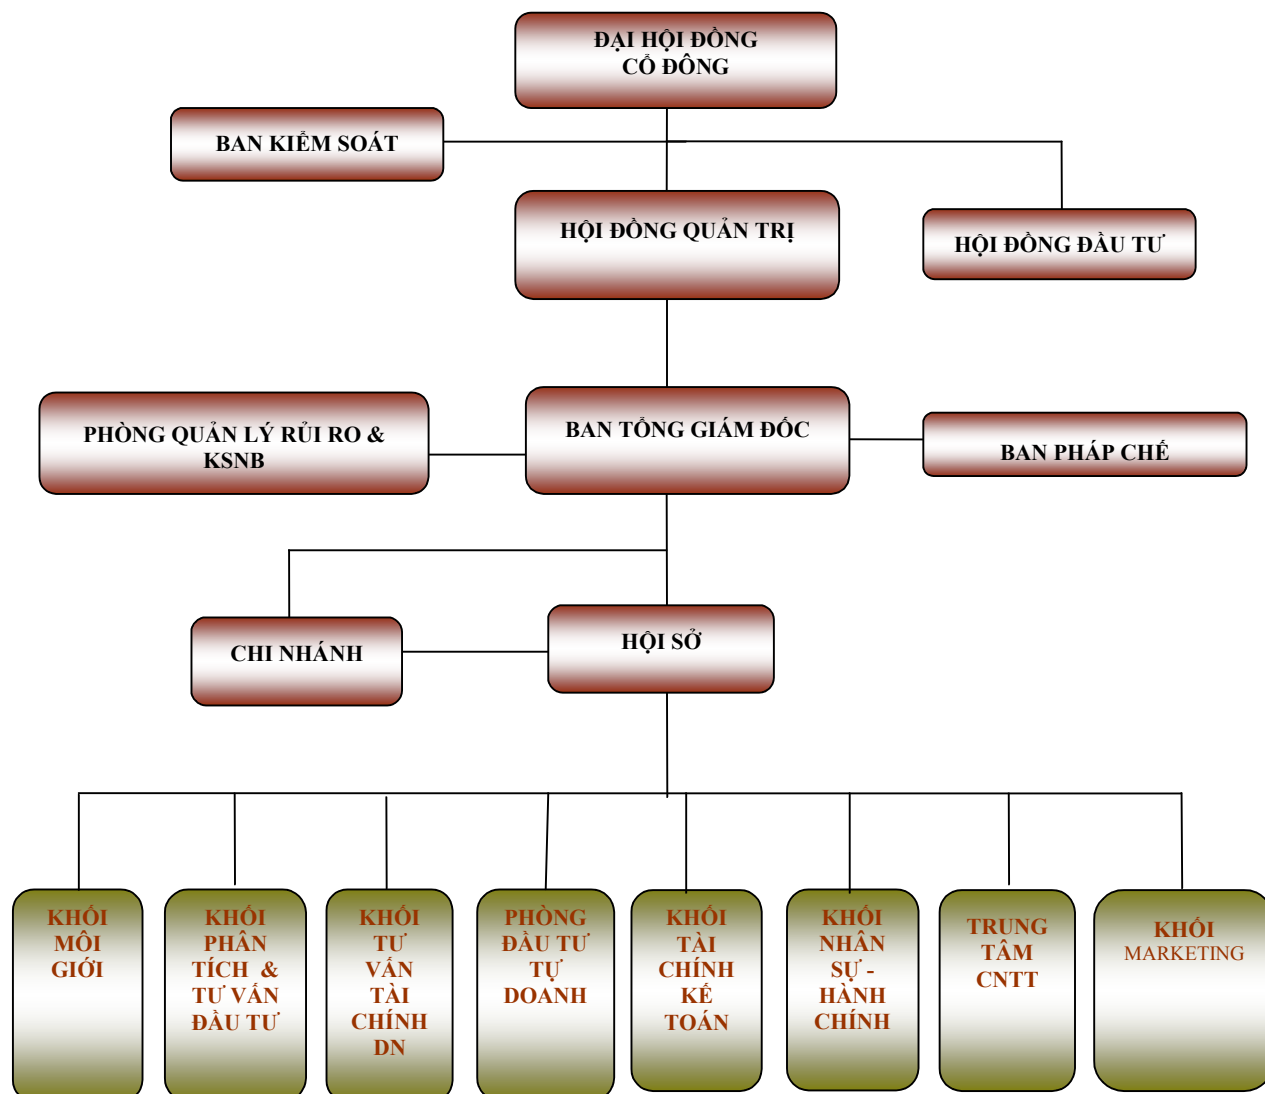 ĐẠI HỘI ĐỒNG
CỔ ĐÔNG
BAN KIỂM SOÁT
HỘI ĐỒNG QUẢN TRỊ
HỘI ĐỒNG ĐẦU TƯ
PHÒNG QUẢN LÝ RỦI RO &
KSNB
BAN TỔNG GIÁM ĐỐC
BAN PHÁP CHẾ
CHI NHÁNH
HỘI SỞ
KHỐI
MÔI
GIỚI
KHỐI
PHÂN
TÍCH &
TƯ VẤN
ĐẦU TƯ
KHỐI
TƯ
VẤN
TÀI
CHÍNH
DN
PHÒNG
ĐẦU TƯ
TỰ
DOANH
KHỐI
TÀI
CHÍNH
KẾ
TOÁN
KHỐI
NHÂN
SỰ -
HÀNH
CHÍNH
TRUNG
TÂM
CNTT
KHỐI
MARKETING